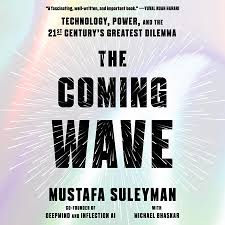 "A fascinating, well-written, and important book." —YUVAL NOAH HARARI
TECHNOLOGY, POWER, AND THE
21ST CENTURY'S GREATEST DILEMMA
THE
COMING
WAVE
MUSTAFA SULEYMAN
CO-FOUNDER OF
DEEPMIND AND INFLECTION AI
WITH
MICHAEL BHASKAR